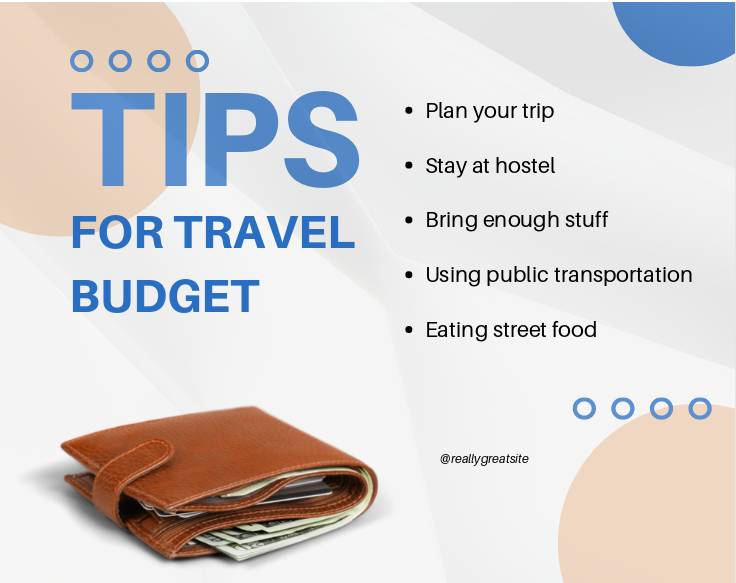 TIPS
FOR TRAVEL
BUDGET
Plan your trip
Stay at hostel
Bring enough stuff
Using public transportation
Eating street food
@reallygreatsite